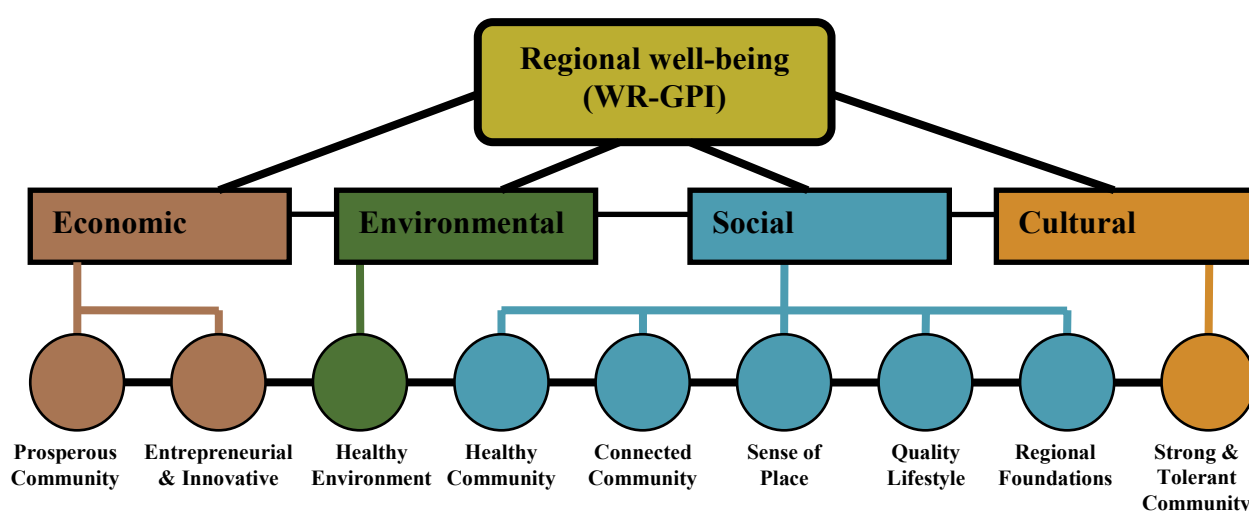 Regional well-being
(WR-GPI)
Economic
Environmental
Social
Cultural
Prosperous
Community
Entrepreneurial
& Innovative
Healthy
Environment
Healthy
Community
Connected
Community
Sense of
Place
Quality
Lifestyle
Regional
Foundations
Strong &
Tolerant
Community